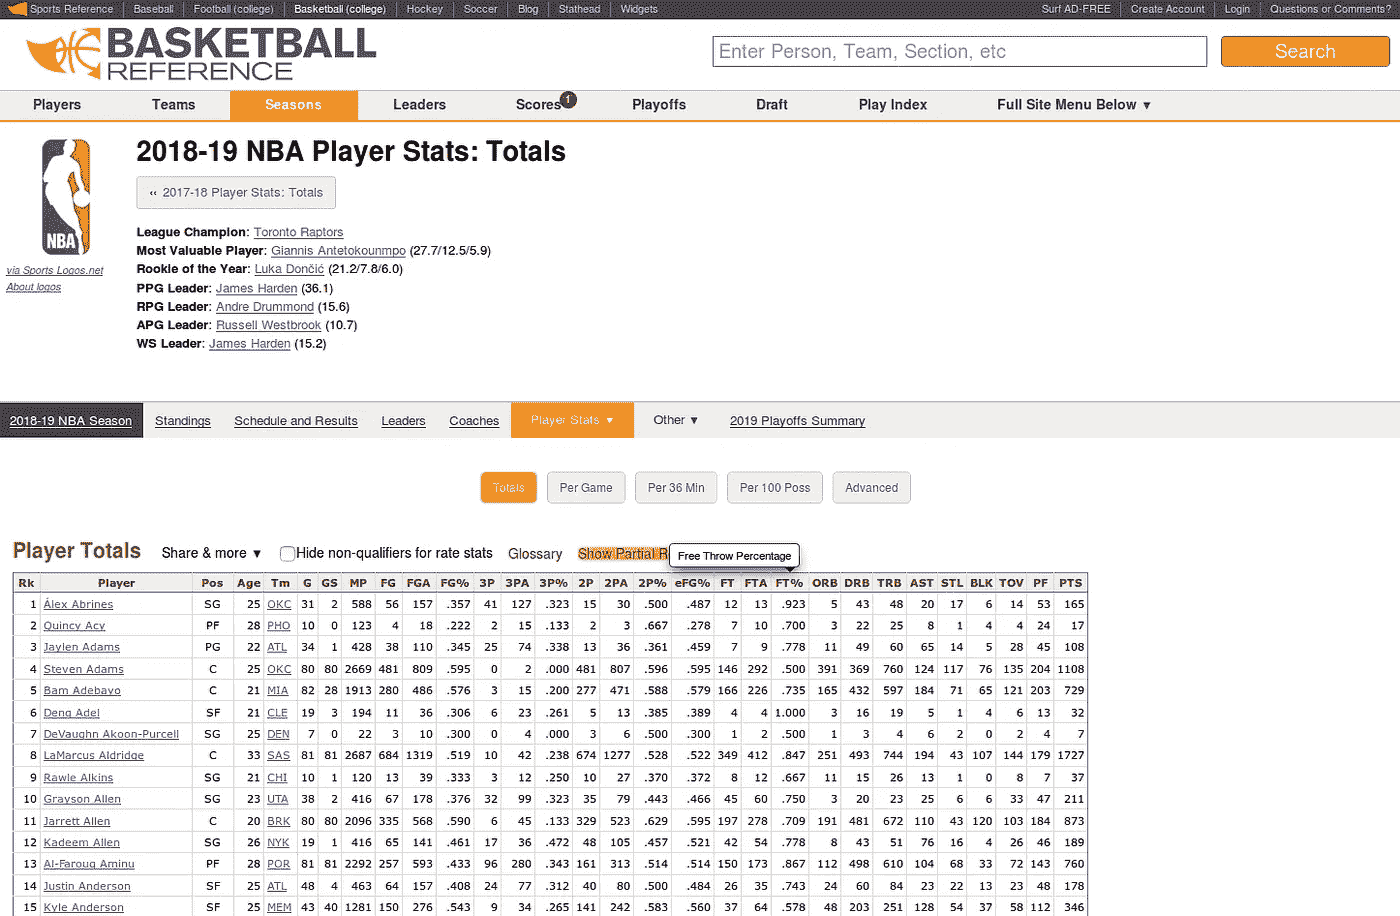 Sports Reference Baseball Football (college) Basketball (college) Hockey Soccer Blog Stathead Widgets Surf AD-FREE Create Account Login Questions or Comments?
BASKETBALL
REFERENCE
Enter Person, Team, Section, etc Search
Players Teams Seasons Leaders Scores 1 Playoffs Draft Play Index Full Site Menu Below ▼
NBA
via Sports Logos.net
About logos
2018-19 NBA Player Stats: Totals
‹‹ 2017-18 Player Stats: Totals
League Champion: Toronto Raptors
Most Valuable Player: Giannis Antetokounmpo (27.7/12.5/5.9)
Rookie of the Year: Luka Dončić (21.2/7.8/6.0)
PPG Leader: James Harden (36.1)
RPG Leader: Andre Drummond (15.6)
APG Leader: Russell Westbrook (10.7)
WS Leader: James Harden (15.2)
2018-19 NBA Season Standings Schedule and Results Leaders Coaches Player Stats ▼ Other ▼ 2019 Playoffs Summary
Totals Per Game Per 36 Min Per 100 Poss Advanced
Player Totals Share & more ▼ Hide non-qualifiers for rate stats Glossary Show Partial R Free Throw Percentage
Rk Player Pos Age Tm G GS MP FG FGA FG% 3P 3PA 3P% 2P 2PA 2P% eFG% FT FTA FT% ORB DRB TRB AST STL BLK TOV PF PTS
1 Álex Abrines SG 25 OKC 31 2 588 56 157 .357 41 127 .323 15 30 .500 .487 12 13 .923 5 43 48 20 17 6 14 53 165
2 Quincy Acy PF 28 PHO 10 0 123 4 18 .222 2 15 .133 2 3 .667 .278 7 10 .700 3 22 25 8 1 4 4 24 17
3 Jaylen Adams PG 22 ATL 34 1 428 38 110 .345 25 74 .338 13 36 .361 .459 7 9 .778 11 49 60 65 14 5 28 45 108
4 Steven Adams C 25 OKC 80 80 2669 481 809 .595 0 2 .000 481 807 .596 .595 146 292 .500 391 369 760 124 117 76 135 204 1108
5 Bam Adebayo C 21 MIA 82 28 1913 280 486 .576 3 15 .200 277 471 .588 .579 166 226 .735 165 432 597 184 71 65 121 203 729
6 Deng Adel SF 21 CLE 19 3 194 11 36 .306 6 23 .261 5 13 .385 .389 4 4 1.000 3 16 19 5 1 4 6 13 32
7 DeVaughn Akoon-Purcell SG 25 DEN 7 0 22 3 10 .300 0 4 .000 3 6 .500 .300 1 2 .500 1 3 4 6 2 0 2 4 7
8 LaMarcus Aldridge C 33 SAS 81 81 2687 684 1319 .519 10 42 .238 674 1277 .528 .522 349 412 .847 251 493 744 194 43 107 144 179 1727
9 Rawle Alkins SG 21 CHI 10 1 120 13 39 .333 3 12 .250 10 27 .370 .372 8 12 .667 11 15 26 13 1 0 8 7 37
10 Grayson Allen SG 23 UTA 38 2 416 67 178 .376 32 99 .323 35 79 .443 .466 45 60 .750 3 20 23 25 6 6 33 47 211
11 Jarrett Allen C 20 BRK 80 80 2096 335 568 .590 6 45 .133 329 523 .629 .595 197 278 .709 191 481 672 110 43 120 103 184 873
12 Kadeem Allen SG 26 NYK 19 1 416 65 141 .461 17 36 .472 48 105 .457 .521 42 54 .778 8 43 51 76 16 4 26 46 189
13 Al-Farouq Aminu PF 28 POR 81 81 2292 257 593 .433 96 280 .343 161 313 .514 .514 150 173 .867 112 498 610 104 68 33 72 143 760
14 Justin Anderson SF 25 ATL 48 4 463 64 157 .408 24 77 .312 40 80 .500 .484 26 35 .743 24 60 84 23 22 13 23 48 178
15 Kyle Anderson SF 25 MEM 43 40 1281 150 276 .543 9 34 .265 141 242 .583 .560 37 64 .578 48 203 251 128 54 37 58 112 346